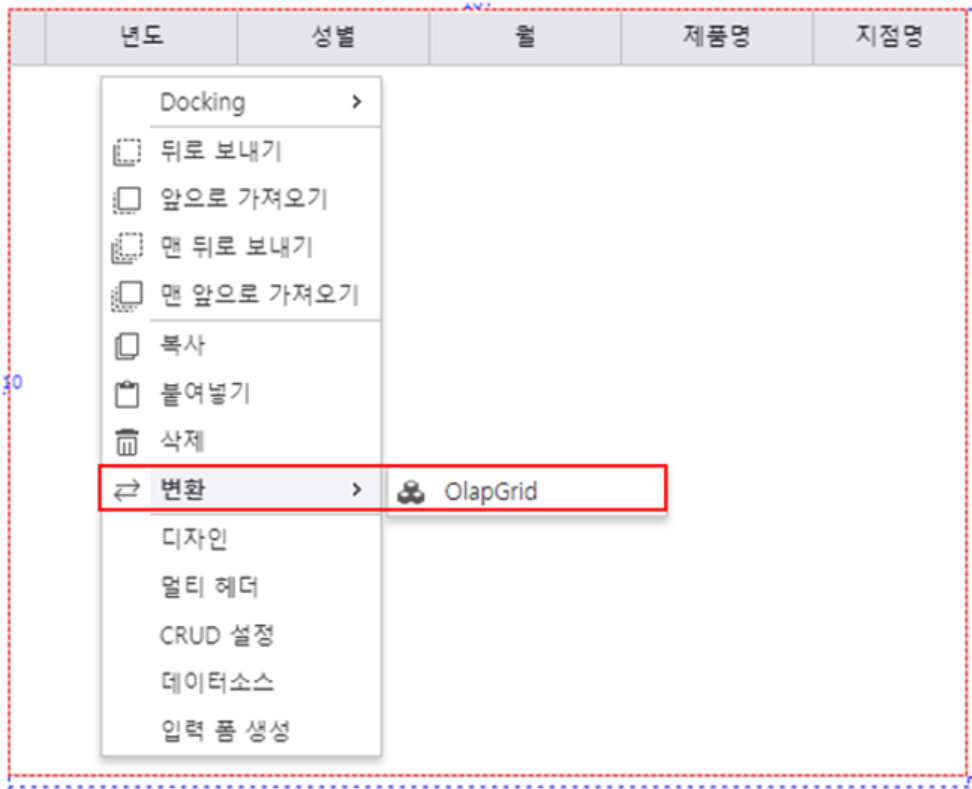 년도 성별 월 제품명 지점명
Docking
뒤로 보내기
앞으로 가져오기
맨 뒤로 보내기
맨 앞으로 가져오기
복사
10
붙여넣기
삭제
변환 OlapGrid
디자인
멀티 헤더
CRUD 설정
데이터소스
입력 폼 생성